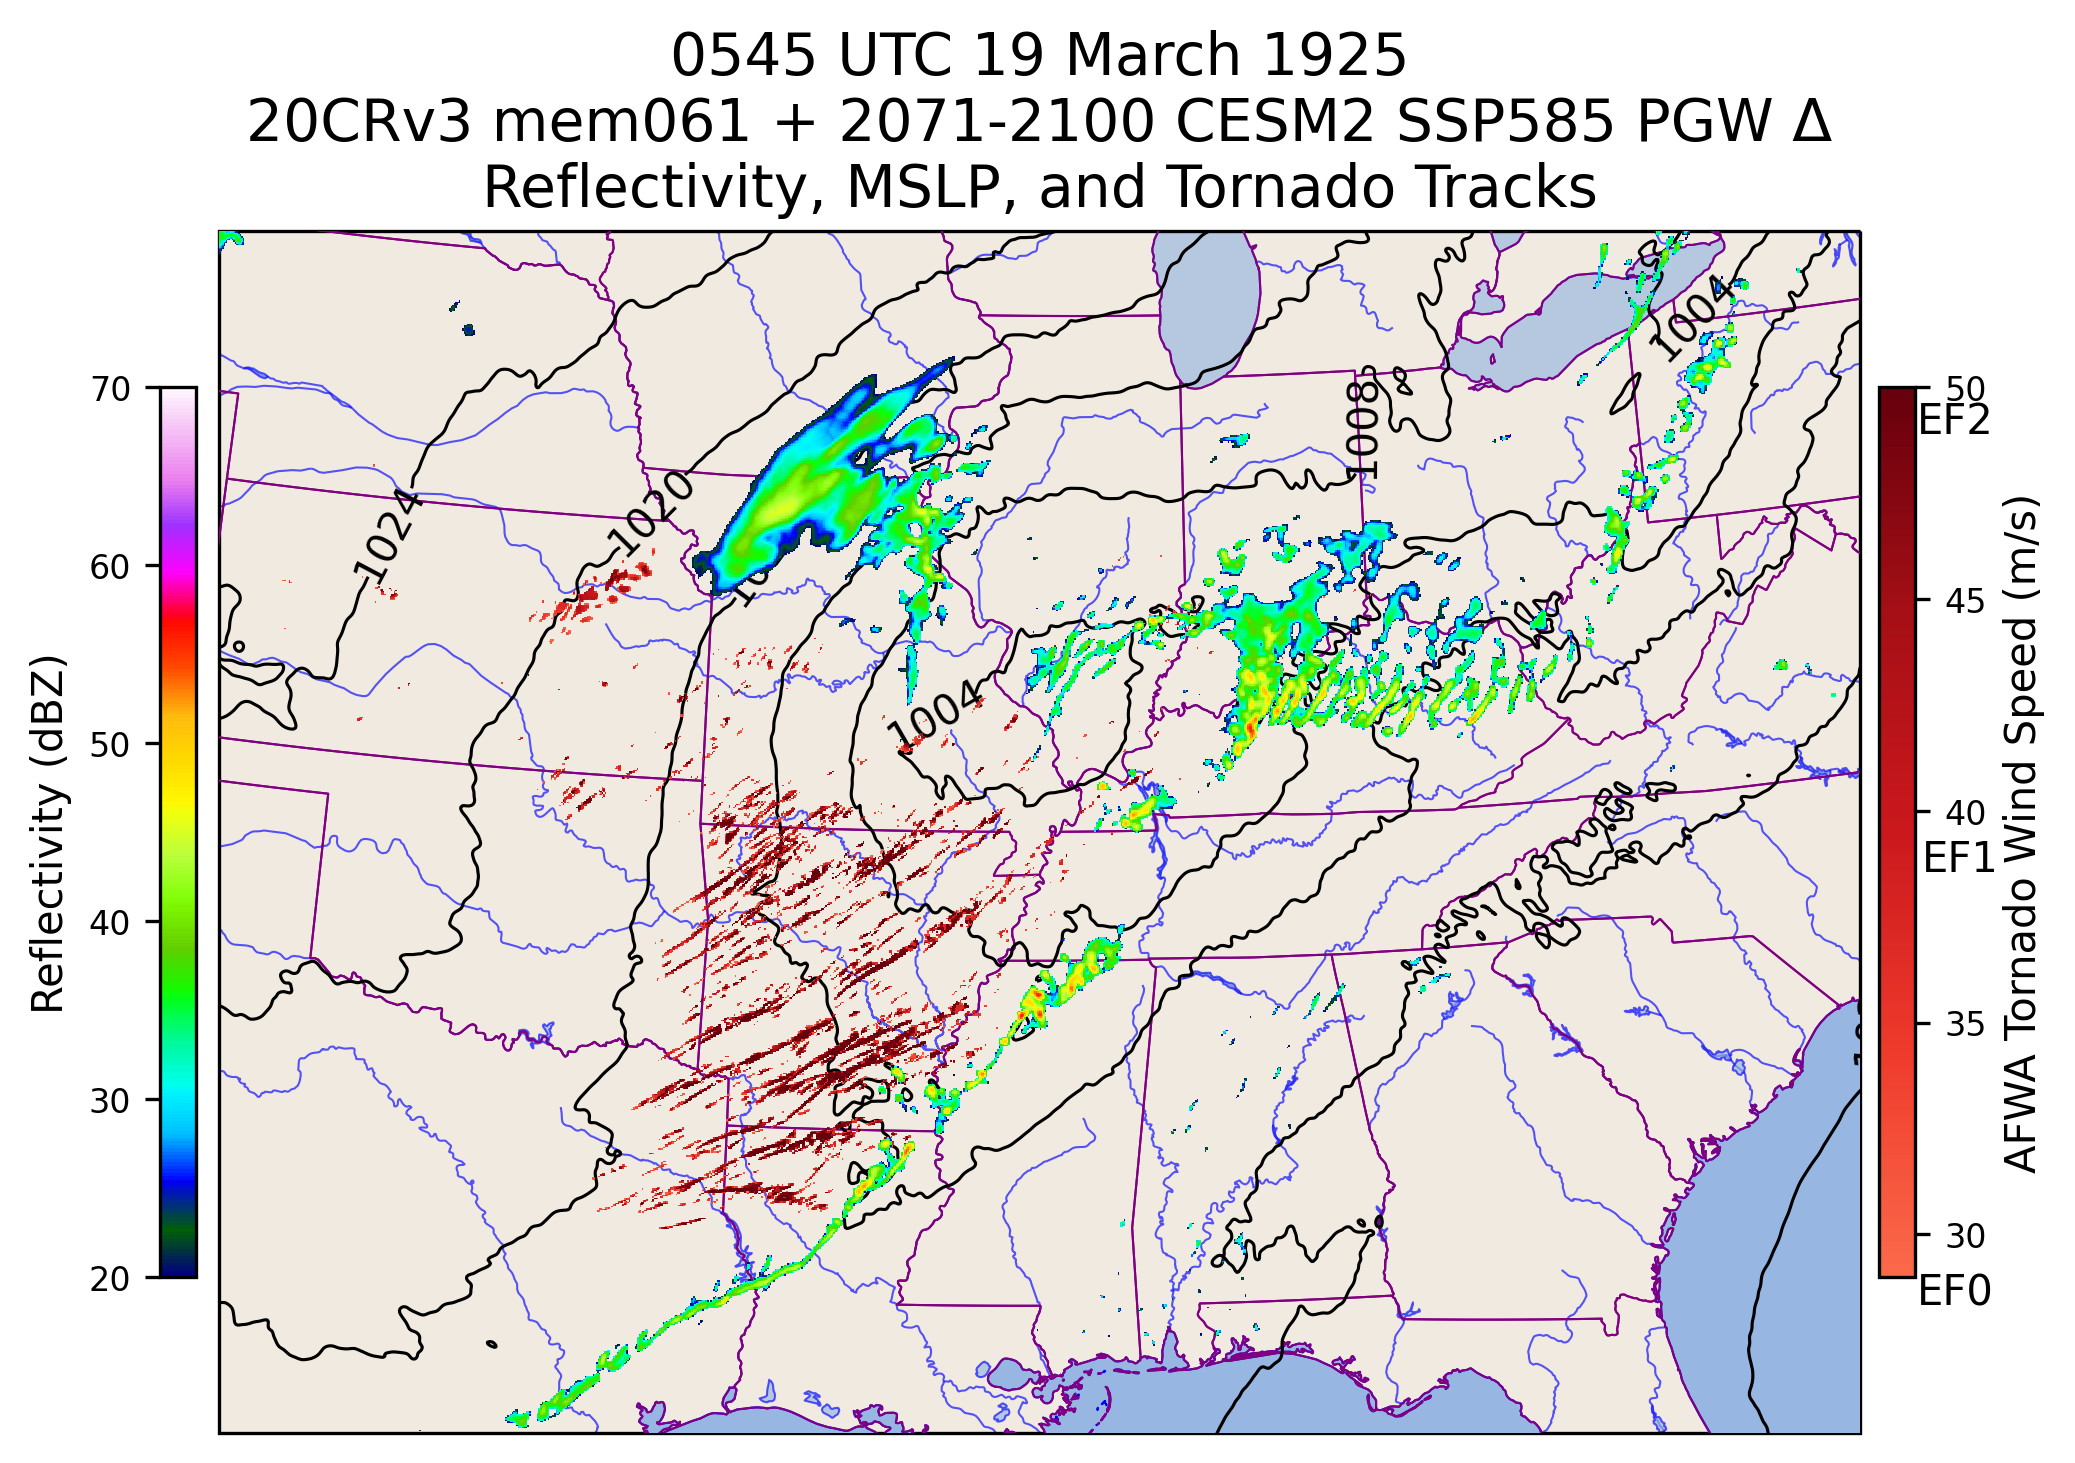 0545 UTC 19 March 1925
20CRv3 mem061 + 2071-2100 CESM2 SSP585 PGW Δ
Reflectivity, MSLP, and Tornado Tracks
70
60
50
40
30
20
Reflectivity (dBZ)
1024
1020
1004
1008
1004
50
EF2
45
40
EF1
35
30
EF0
AFWA Tornado Wind Speed (m/s)